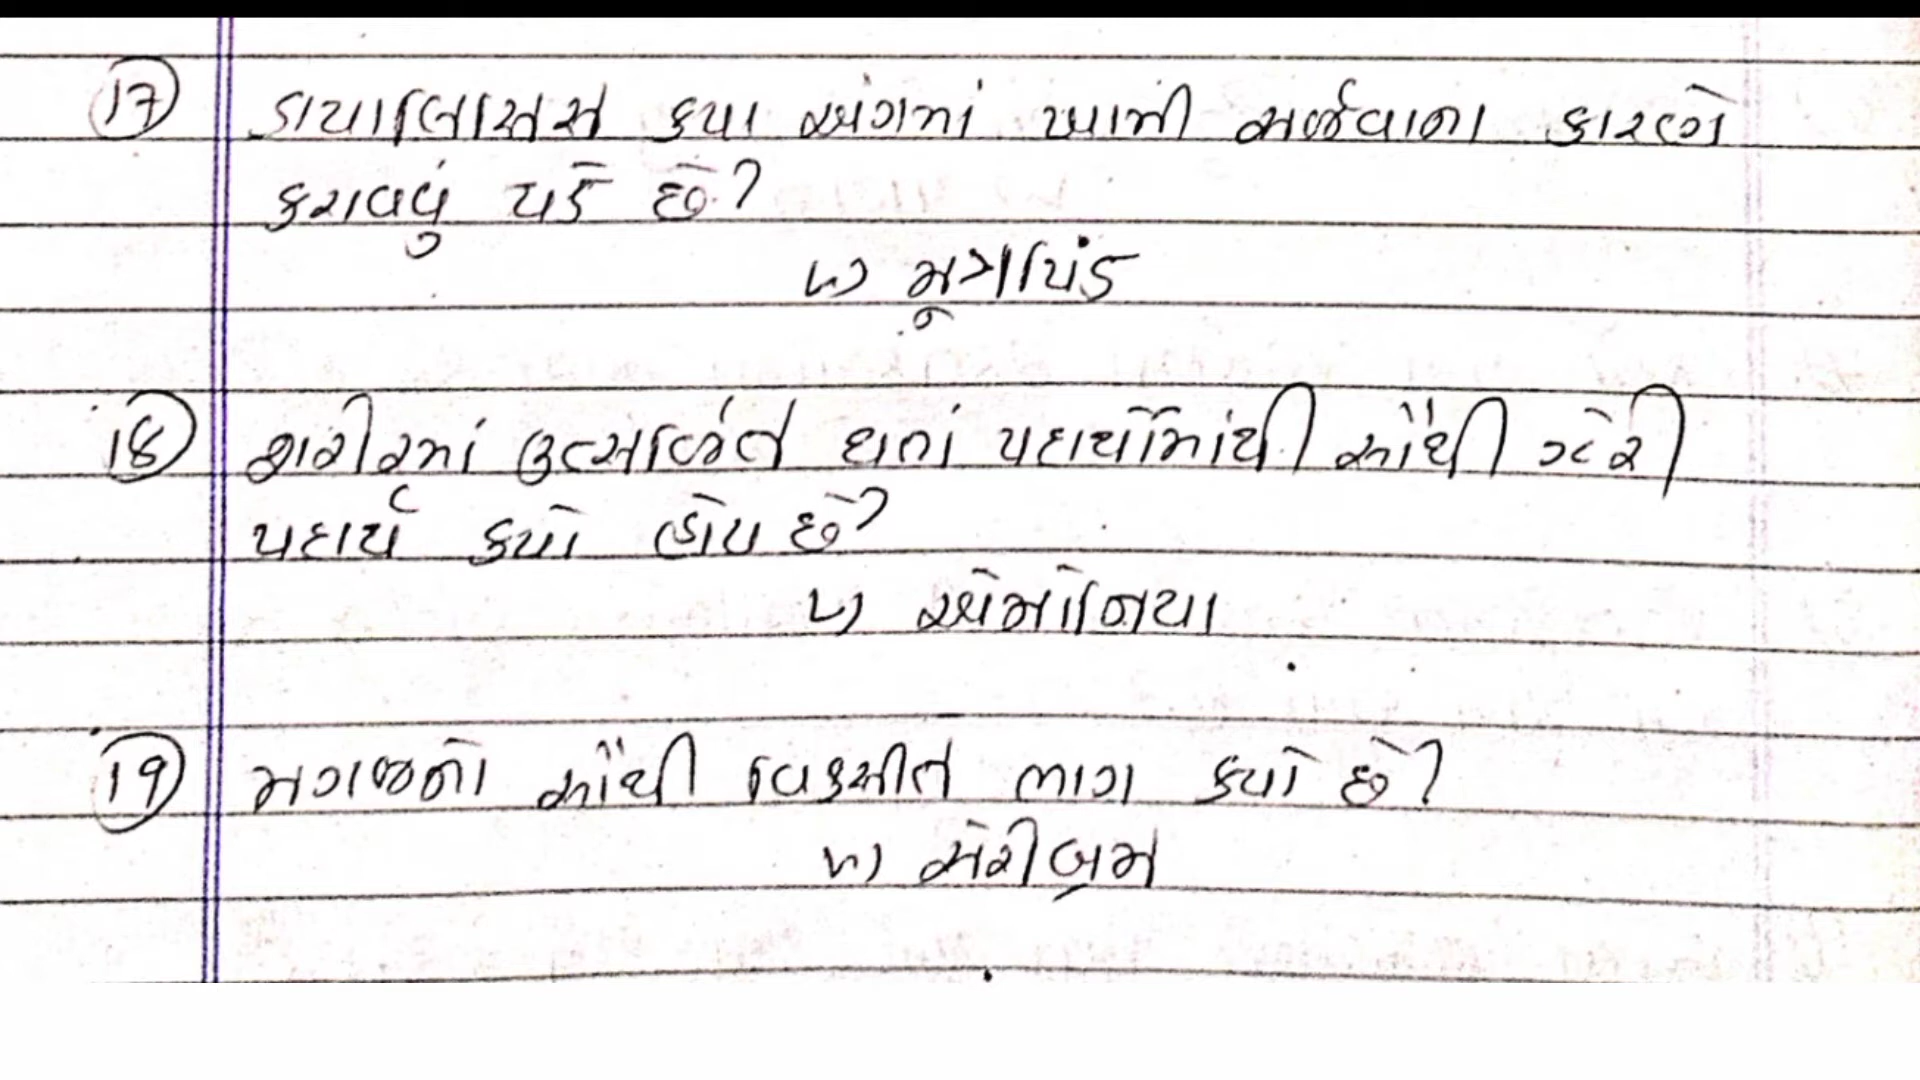 (17) ડાયાલિસિસ કયા અંગમાં ખામી સર્જાવાના કારણે
કરાવવું પડે છે?
↳ મુત્રપિંડ
(18) શરીરમાં ઉત્સર્જિત થતાં પદાર્થોમાંથી સૌથી ઝેરી
પદાર્થ કયો હોય છે?
↳ એમોનિયા
(19) મગજનો સૌથી વિકસીત ભાગ કયો છે?
↳ સેરીબ્રમ